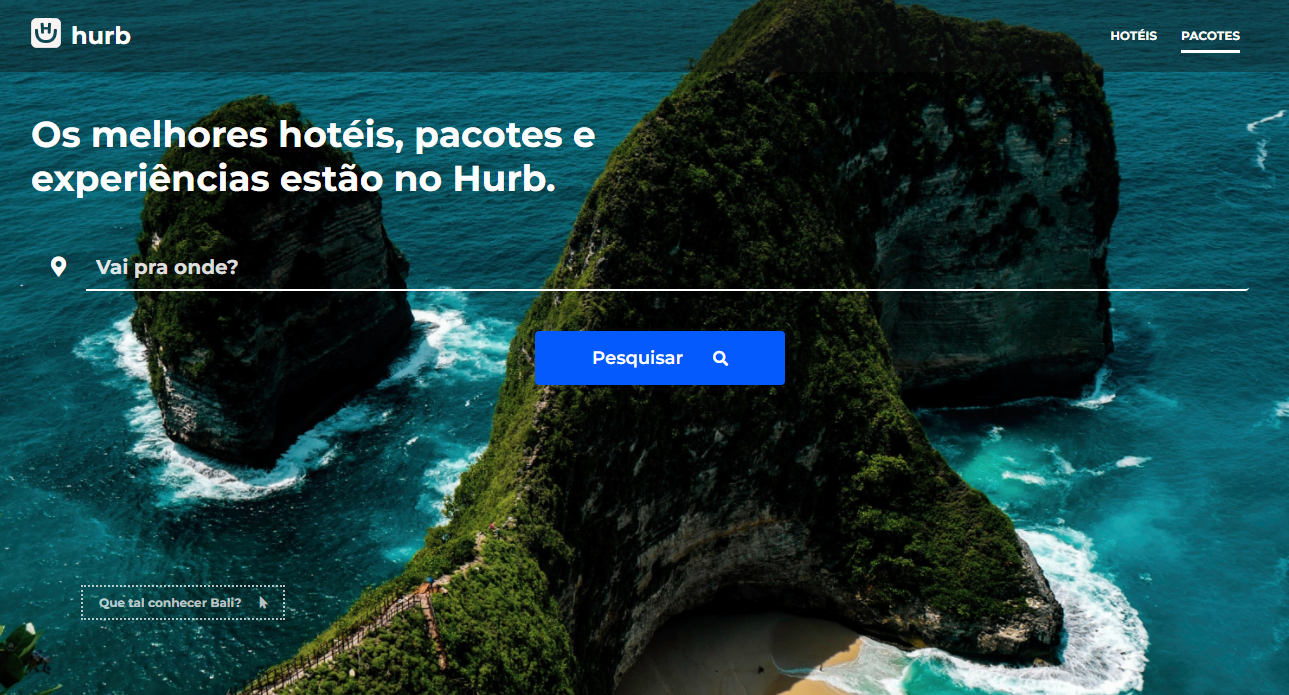 hurb
HOTÉIS
PACOTES
Os melhores hotéis, pacotes e
experiências estão no Hurb.
Vai pra onde?
Pesquisar
Que tal conhecer Bali?